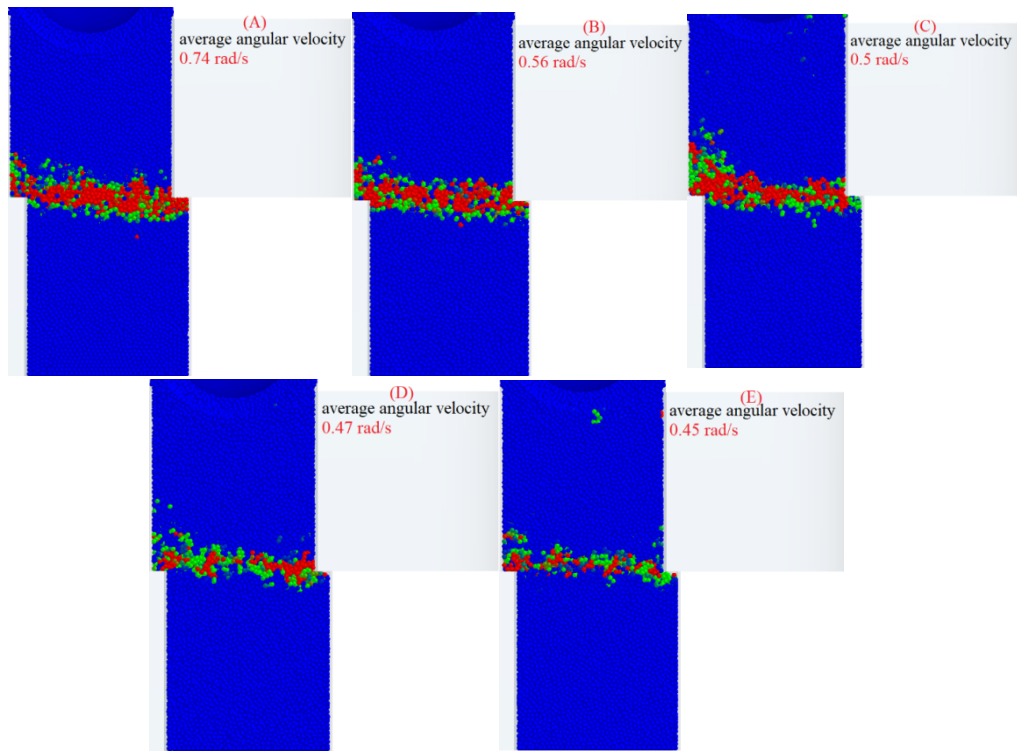 (A)
average angular velocity
0.74 rad/s
(B)
average angular velocity
0.56 rad/s
(C)
average angular velocity
0.5 rad/s
(D)
average angular velocity
0.47 rad/s
(E)
average angular velocity
0.45 rad/s